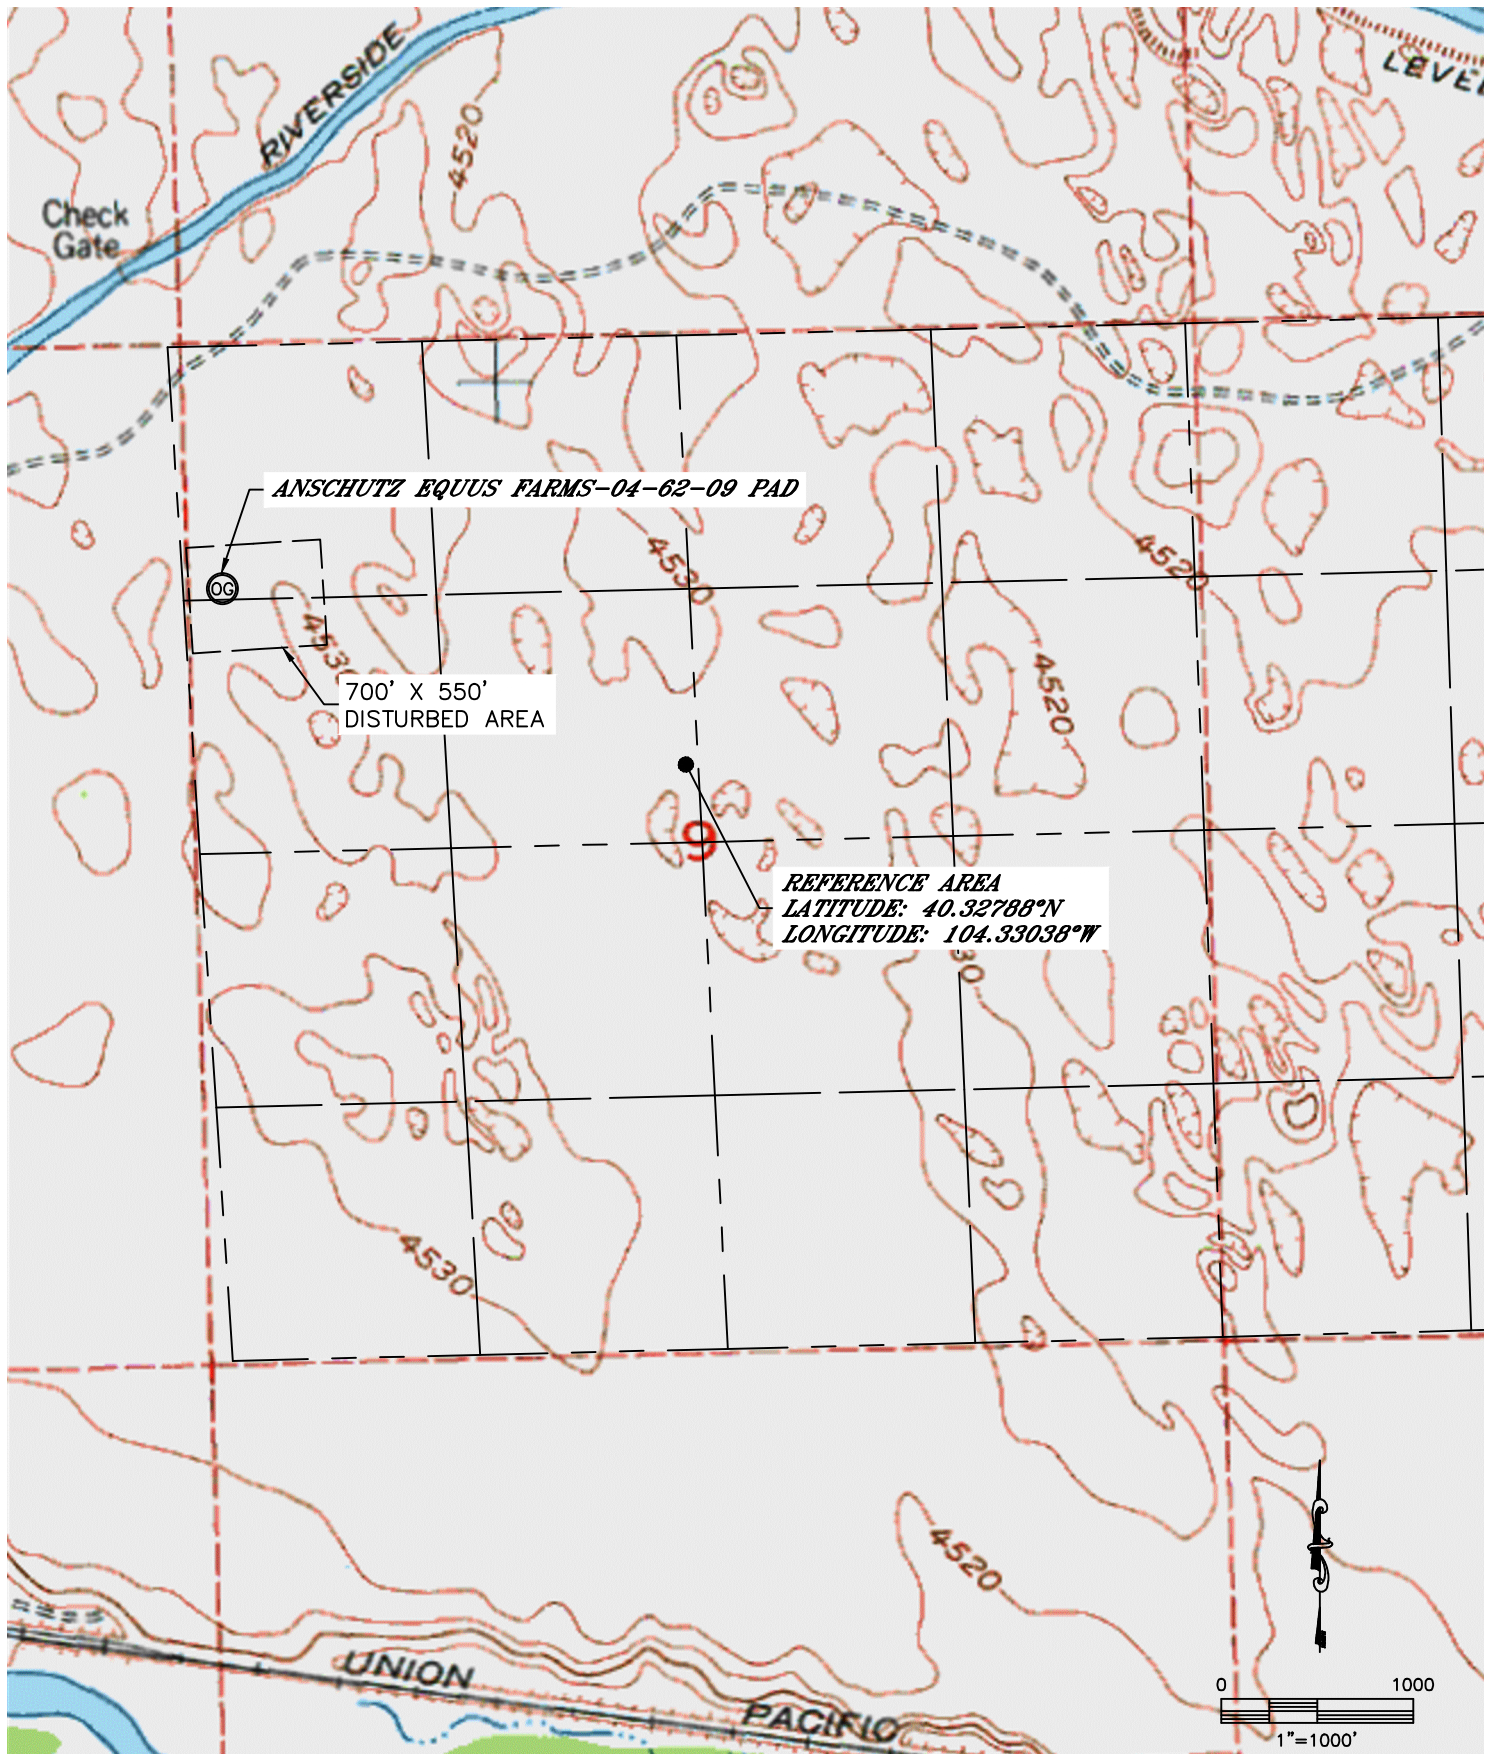 RIVERSIDE
LEVEE
4520
Check
Gate
ANSCHUTZ EQUUS FARMS-04-62-09 PAD
4530
4520
OG
4530
700' X 550'
DISTURBED AREA
4520
9
REFERENCE AREA
LATITUDE: 40.32788°N
LONGITUDE: 104.33038°W
30
4530
4520
UNION
PACIFIC
0 1000
1"=1000'